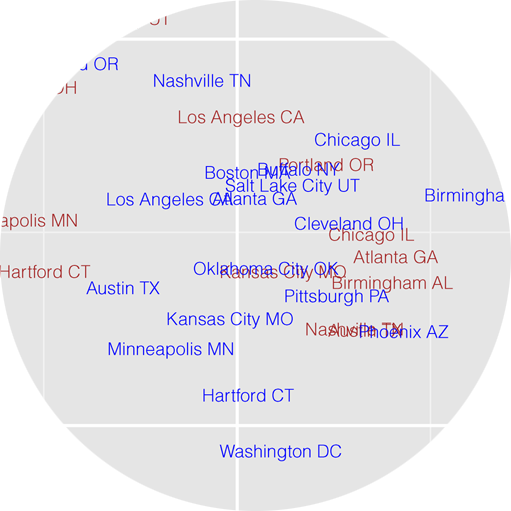 UT
OR
Nashville TN
OH
Los Angeles CA
Chicago IL
Portland OR
Buffalo NY
Boston MA
Salt Lake City UT
Los Angeles CA
Atlanta GA
Birmingha
apolis MN
Cleveland OH
Chicago IL
Atlanta GA
Hartford CT
Oklahoma City OK
Kansas City MO
Birmingham AL
Austin TX
Pittsburgh PA
Kansas City MO
Nashville TN
Austin TX
Phoenix AZ
Minneapolis MN
Hartford CT
Washington DC